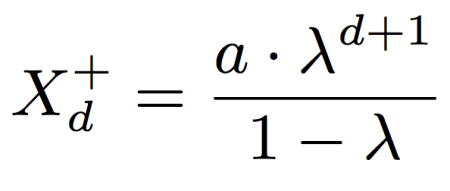 X_d^+ = \frac{a \cdot \lambda^{d+1}}{1 - \lambda}